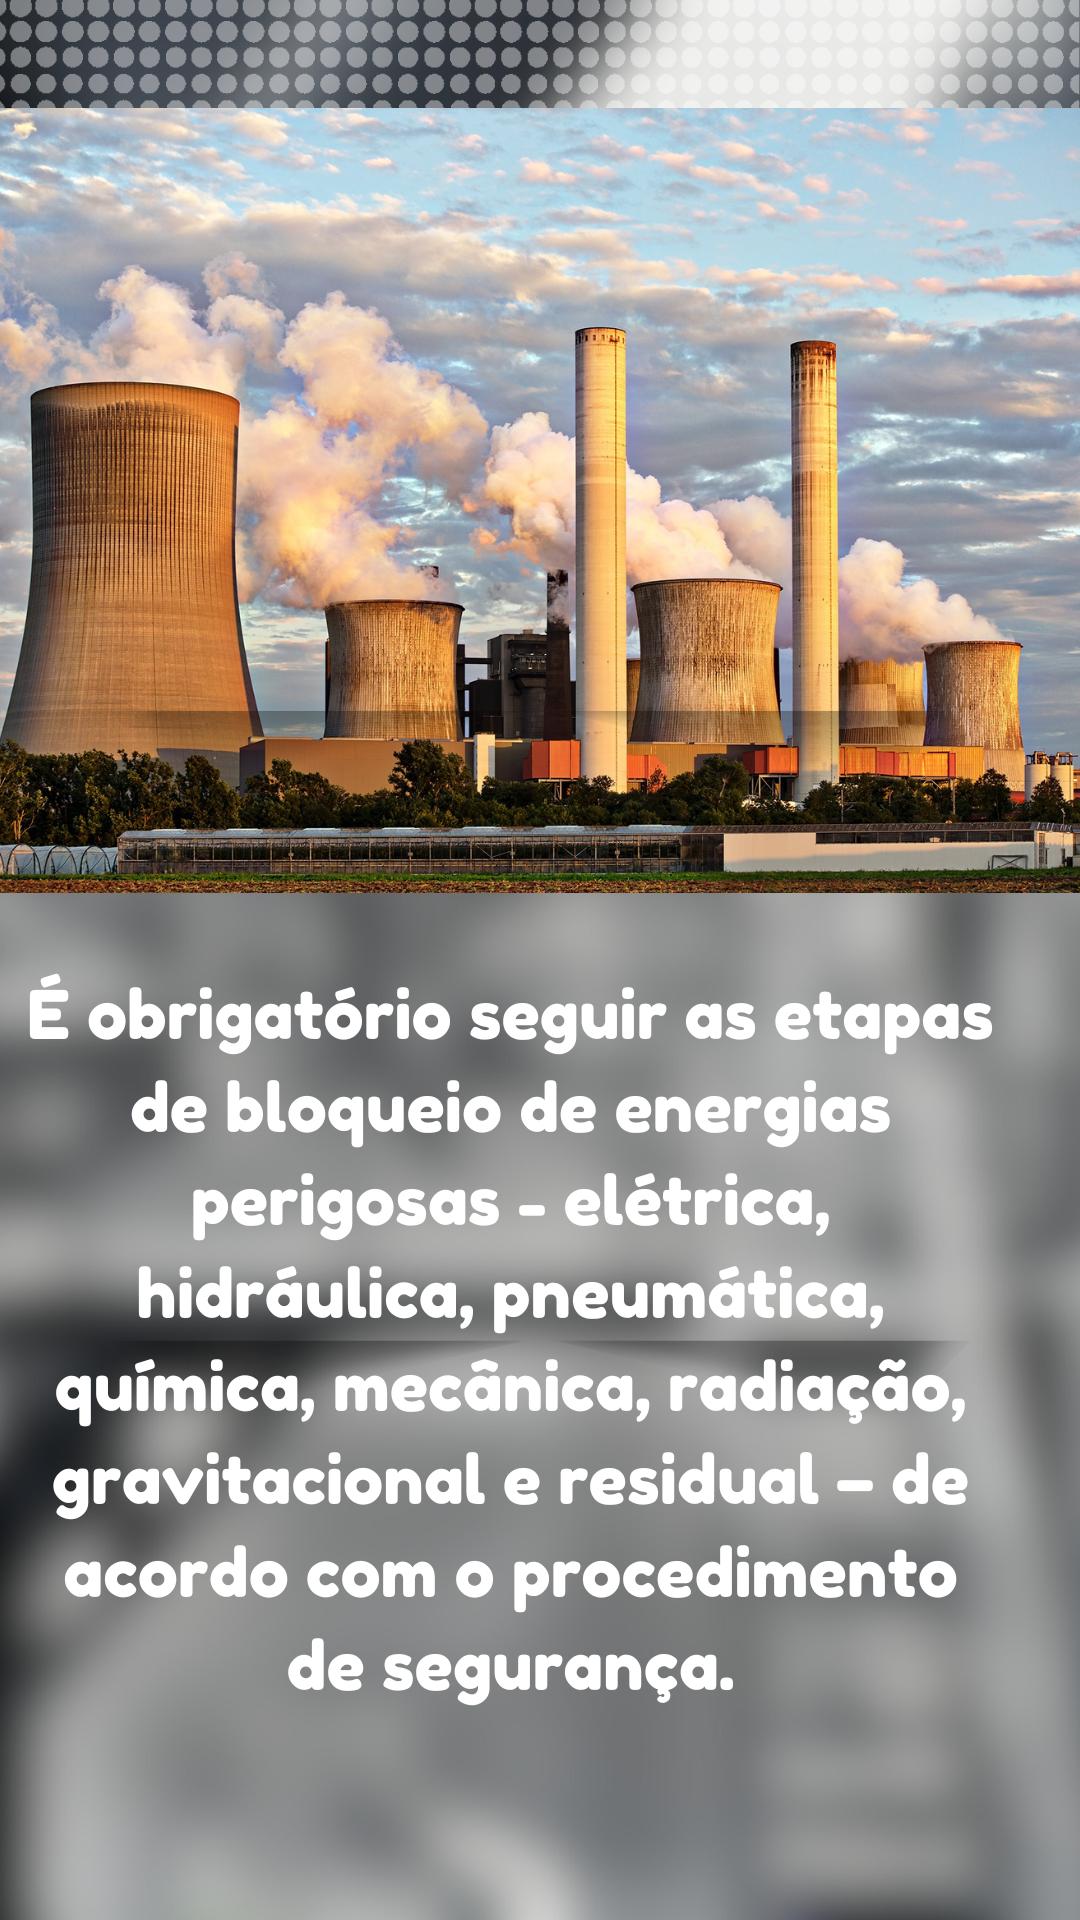 É obrigatório seguir as etapas
de bloqueio de energias
perigosas - elétrica,
hidráulica, pneumática,
química, mecânica, radiação,
gravitacional e residual – de
acordo com o procedimento
de segurança.